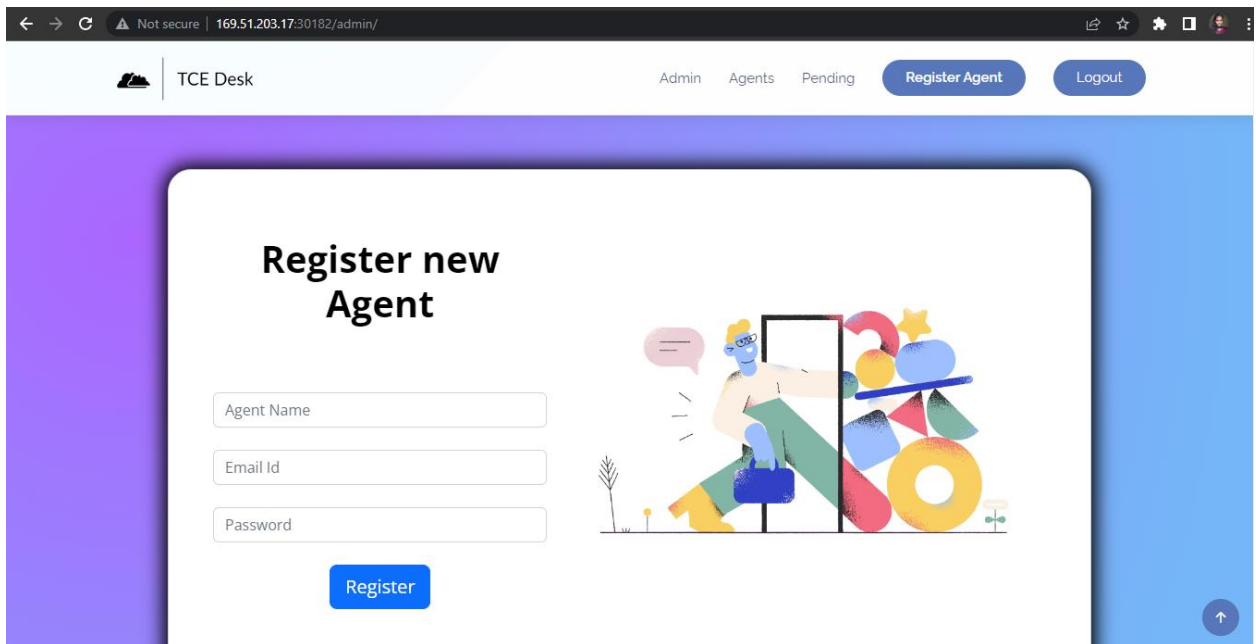 Not secure | 169.51.203.17:30182/admin/
TCE Desk
Admin Agents Pending Register Agent Logout
Register new
Agent
Agent Name
Email Id
Password
Register